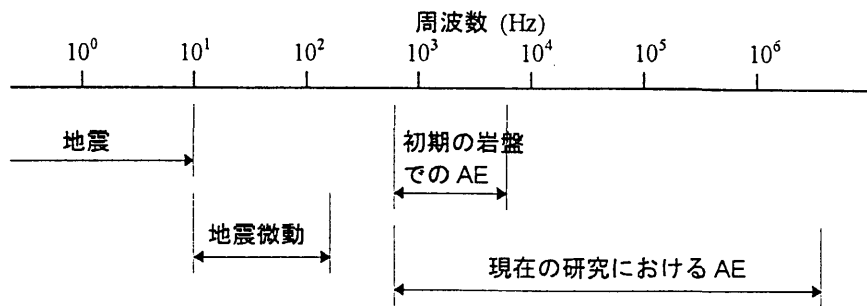 周波数 (Hz)
10⁰ 10¹ 10² 10³ 10⁴ 10⁵ 10⁶
地震
初期の岩盤
での AE
地震微動
現在の研究における AE